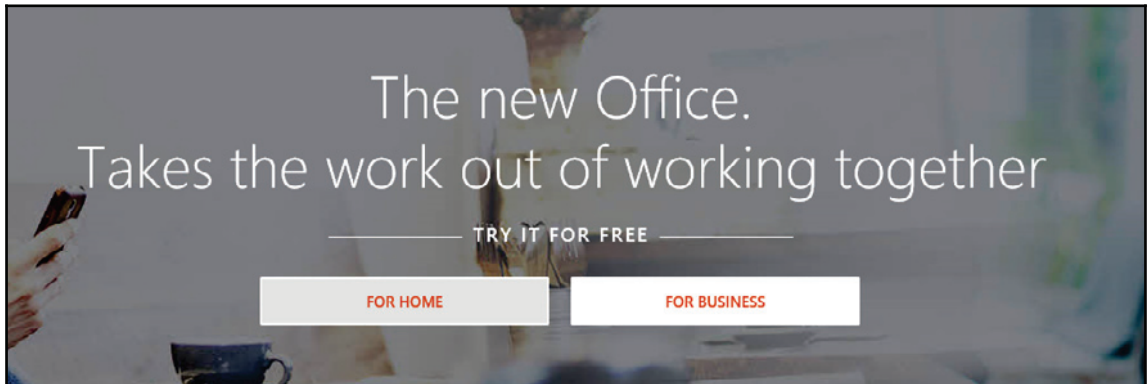 The new Office.
Takes the work out of working together
TRY IT FOR FREE
FOR HOME
FOR BUSINESS